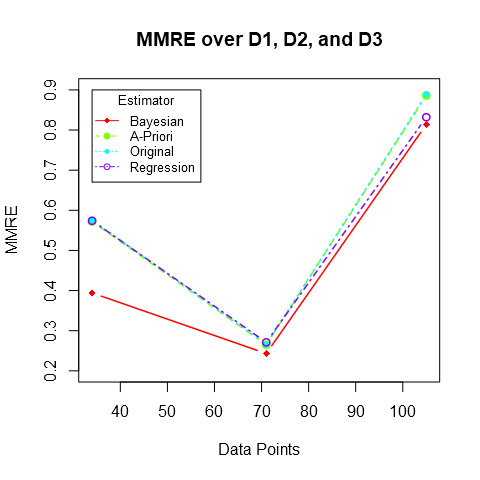 MMRE over D1, D2, and D3
Estimator
Bayesian
A-Priori
Original
Regression
MMRE
0.9
0.8
0.7
0.6
0.5
0.4
0.3
0.2
40 50 60 70 80 90 100
Data Points